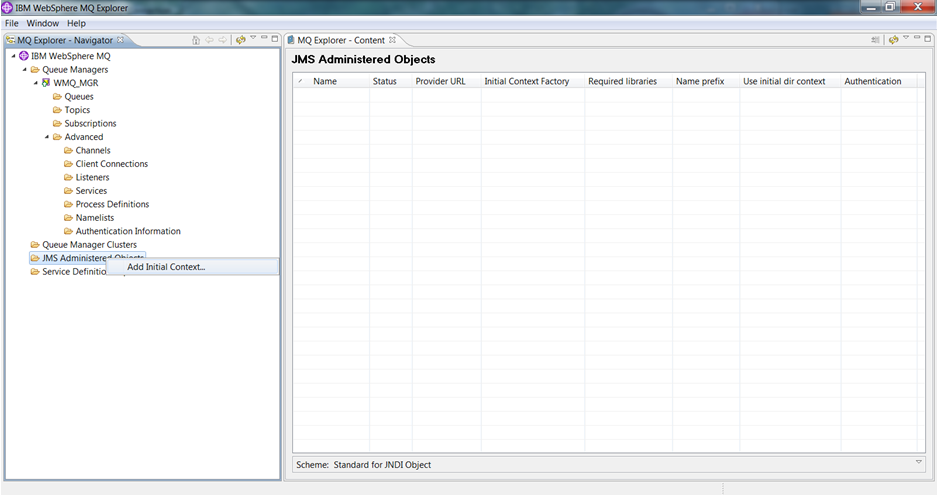 IBM WebSphere MQ Explorer
File Window Help
MQ Explorer - Navigator
IBM WebSphere MQ
Queue Managers
WMQ_MGR
Queues
Topics
Subscriptions
Advanced
Channels
Client Connections
Listeners
Services
Process Definitions
Namelists
Authentication Information
Queue Manager Clusters
JMS Administered Objects
Add Initial Context...
Service
MQ Explorer - Content
JMS Administered Objects
Name Status Provider URL Initial Context Factory Required libraries Name prefix Use initial dir context Authentication
Scheme: Standard for JNDI Object